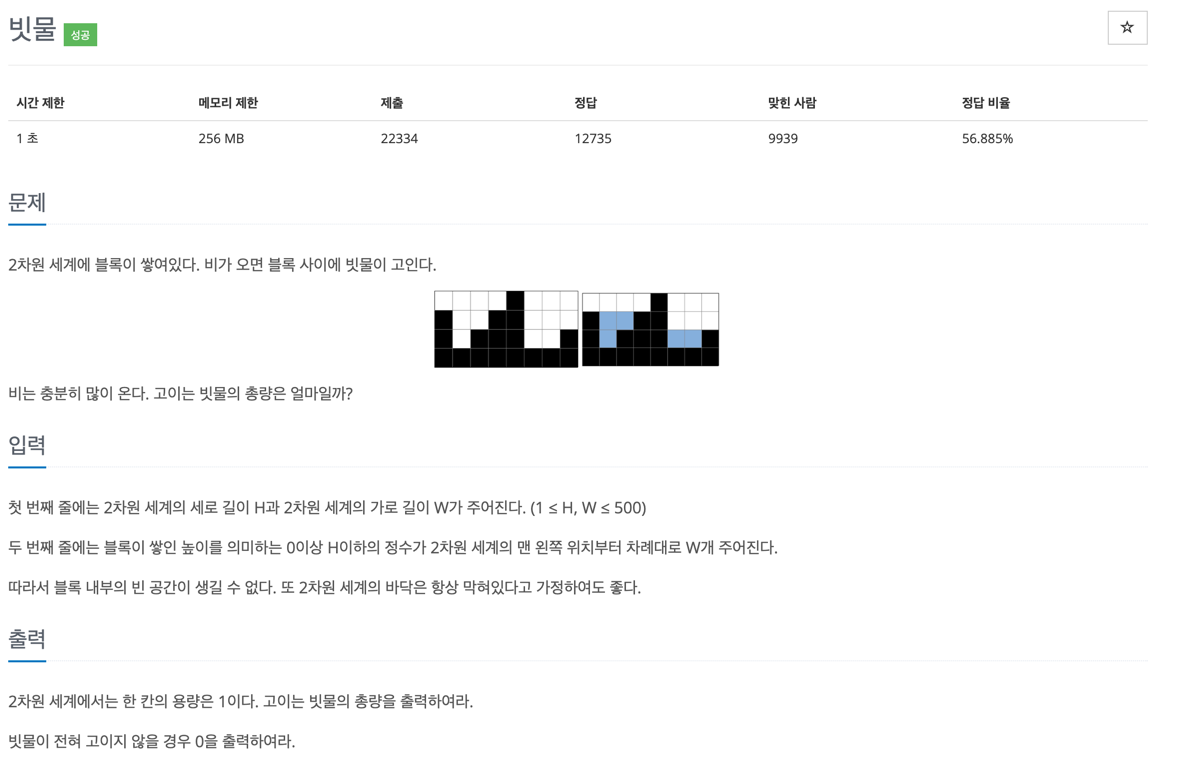 빗물 성공
☆
시간 제한 메모리 제한 제출 정답 맞힌 사람 정답 비율
1 초 256 MB 22334 12735 9939 56.885%
문제
2차원 세계에 블록이 쌓여있다. 비가 오면 블록 사이에 빗물이 고인다.
비는 충분히 많이 온다. 고이는 빗물의 총량은 얼마일까?
입력
첫 번째 줄에는 2차원 세계의 세로 길이 H과 2차원 세계의 가로 길이 W가 주어진다. (1 ≤ H, W ≤ 500)
두 번째 줄에는 블록이 쌓인 높이를 의미하는 0이상 H이하의 정수가 2차원 세계의 맨 왼쪽 위치부터 차례대로 W개 주어진다.
따라서 블록 내부의 빈 공간이 생길 수 없다. 또 2차원 세계의 바닥은 항상 막혀있다고 가정하여도 좋다.
출력
2차원 세계에서는 한 칸의 용량은 1이다. 고이는 빗물의 총량을 출력하여라.
빗물이 전혀 고이지 않을 경우 0을 출력하여라.